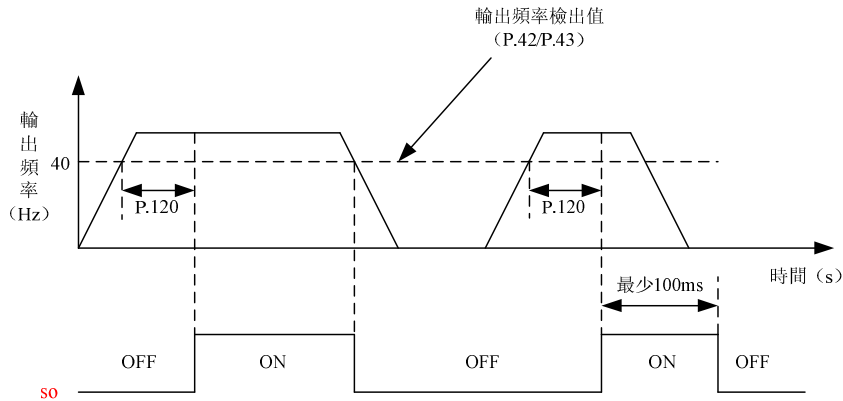 輸出頻率檢出值
（P.42/P.43）
輸出頻率
（Hz）
40
P.120
P.120
時間（s）
最少100ms
OFF
ON
OFF
ON
OFF
so